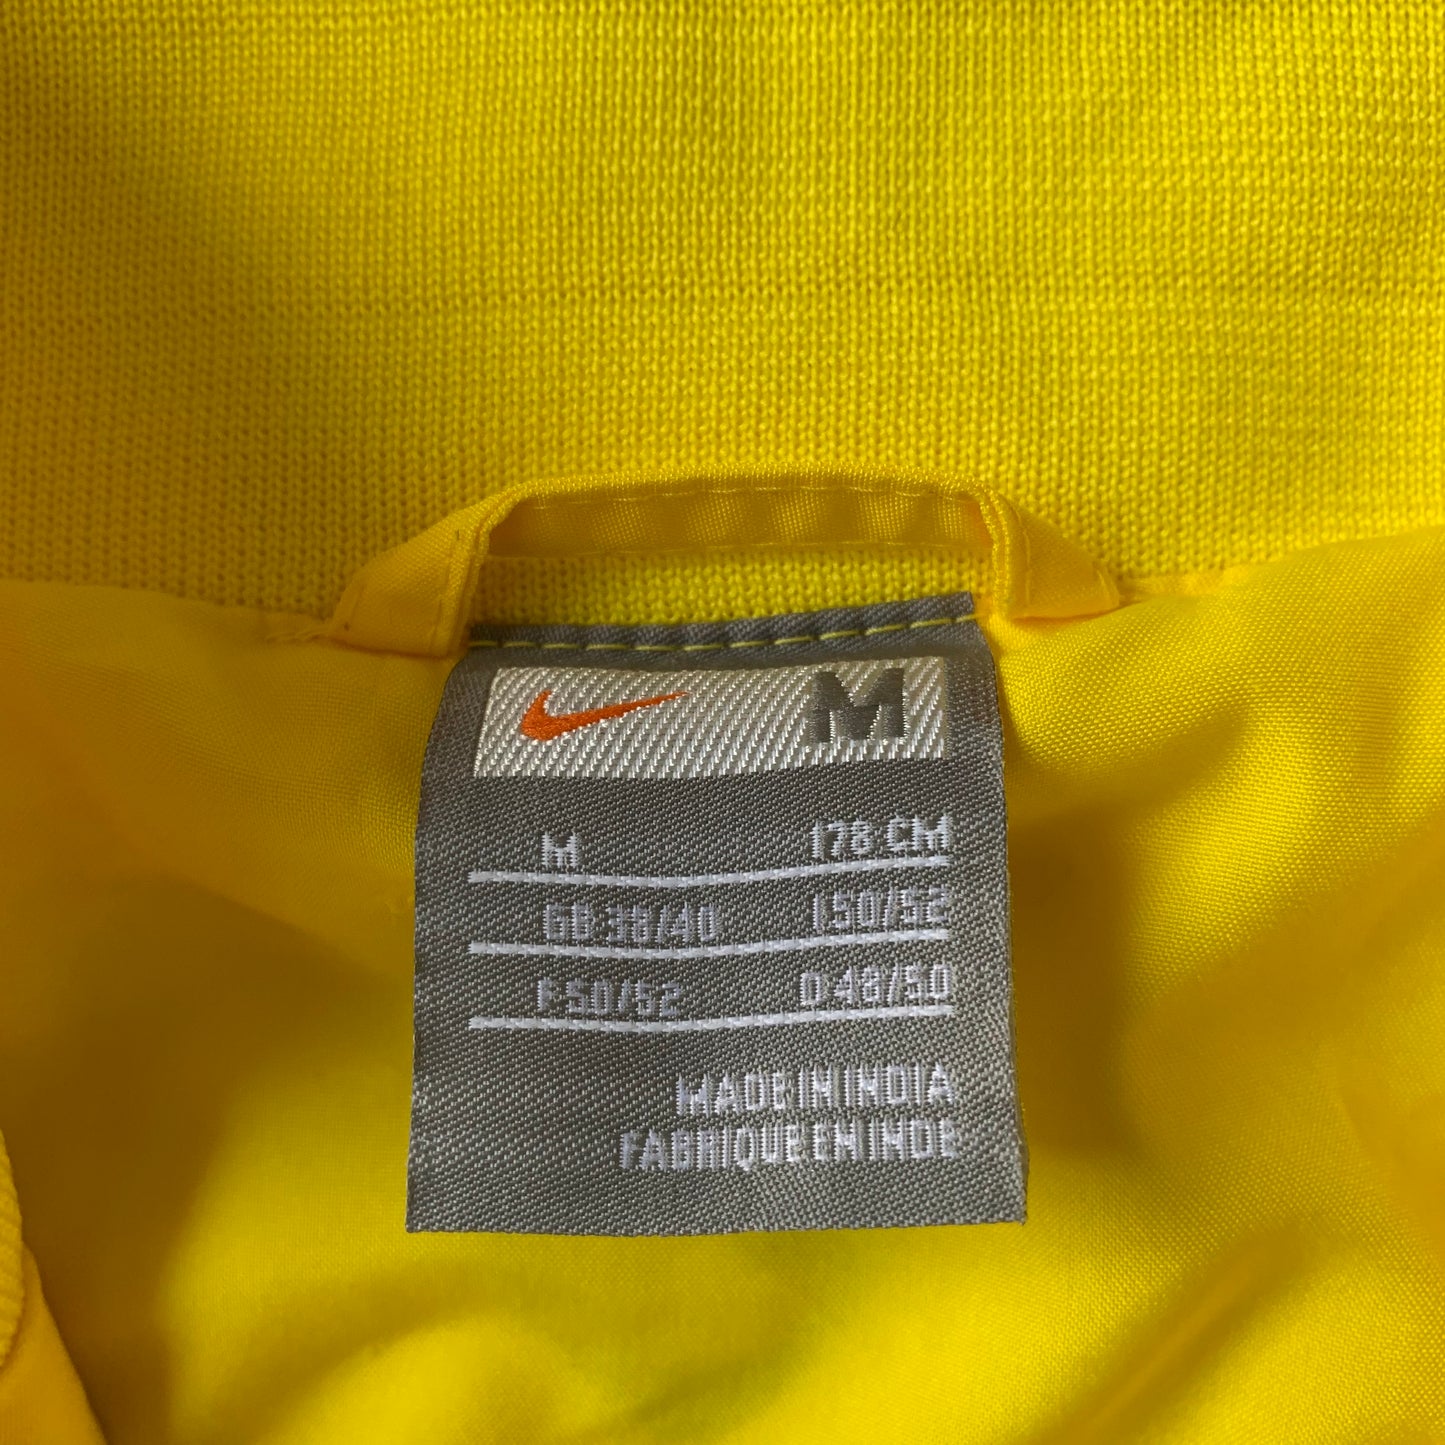 M
M 178 CM
GB 38/40 I 50/52
F 50/52 D 48/50
MADE IN INDIA
FABRIQUE EN INDE